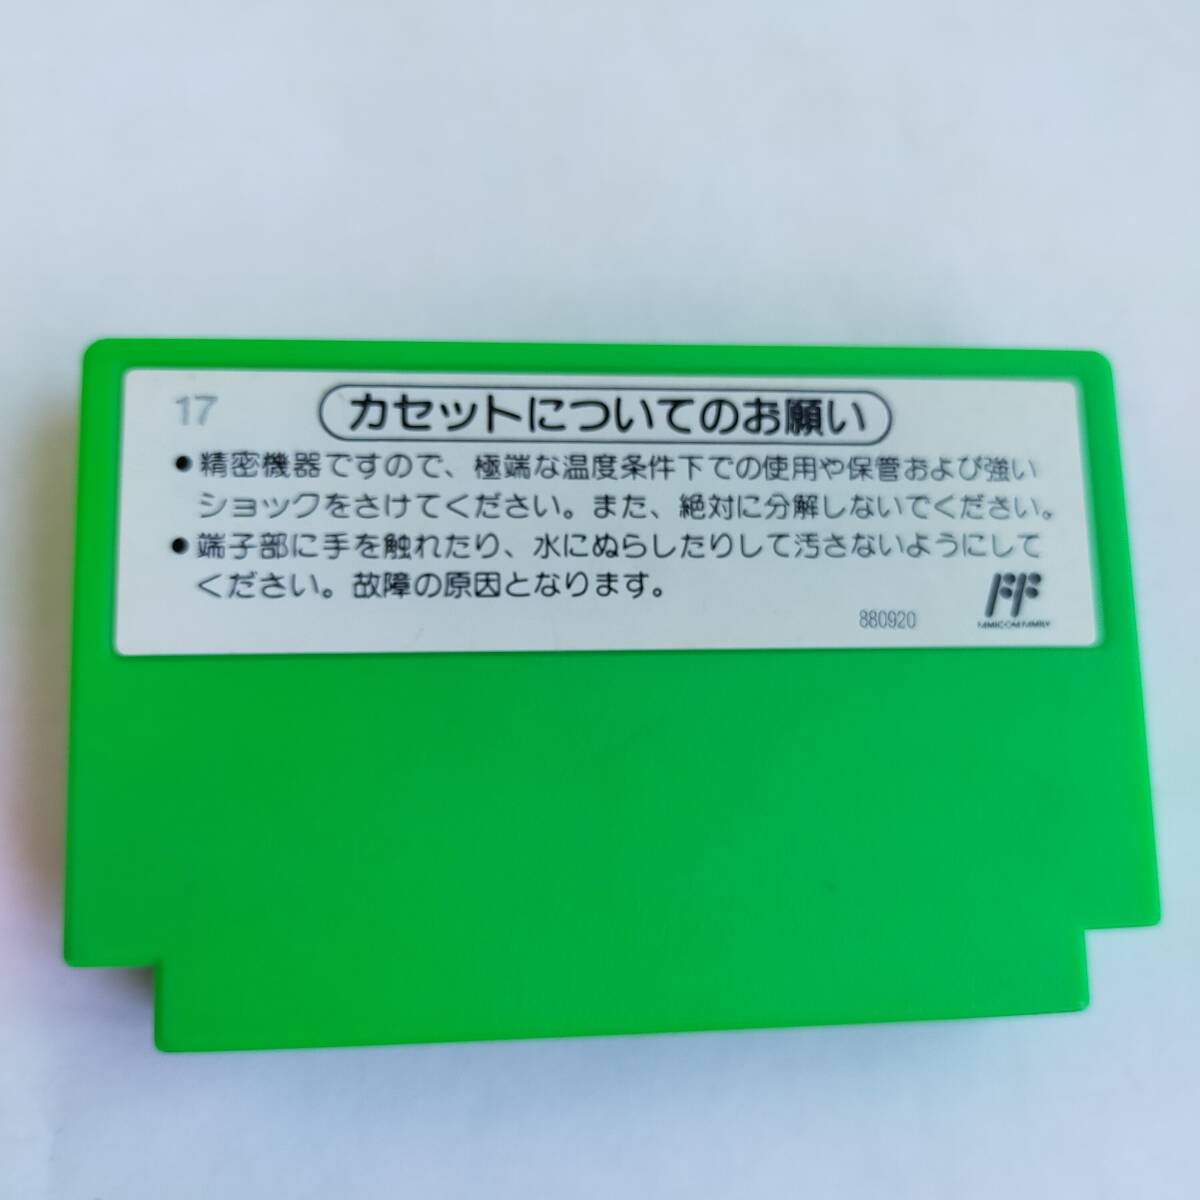 17
カセットについてのお願い
●精密機器ですので、極端な温度条件下での使用や保管および強い
ショックをさけてください。また、絶対に分解しないでください。
●端子部に手を触れたり、水にぬらしたりして汚さないようにして
ください。故障の原因となります。
880920
FF
FAMICOM FAMILY